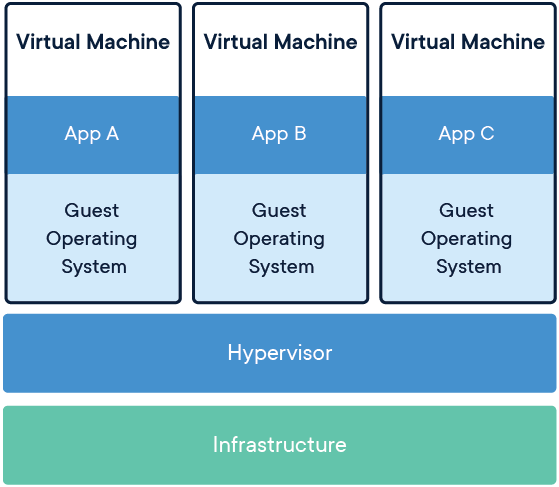 Virtual Machine
App A
Guest
Operating
System
Virtual Machine
App B
Guest
Operating
System
Virtual Machine
App C
Guest
Operating
System
Hypervisor
Infrastructure